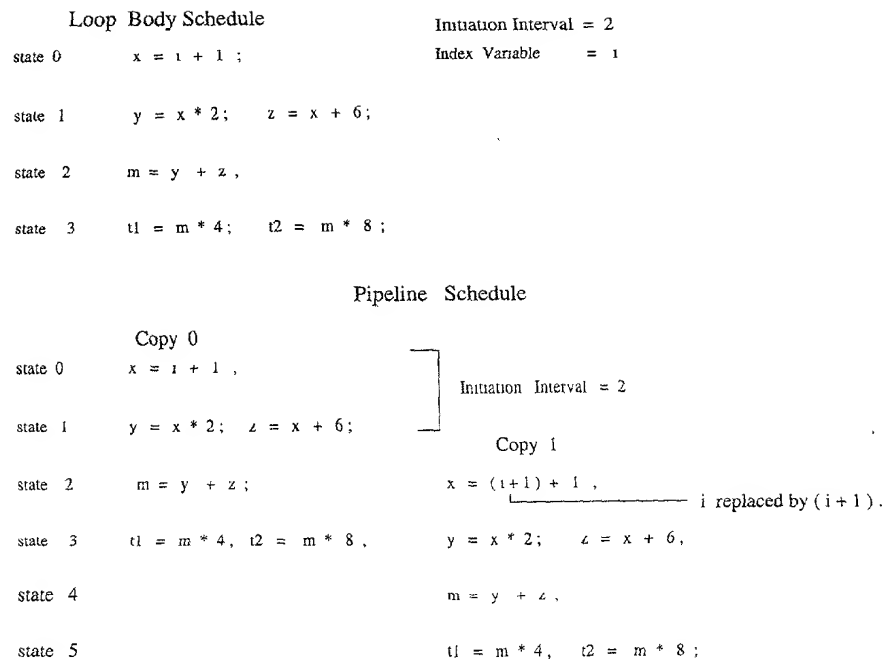 Loop Body Schedule
Initiation Interval = 2
Index Variable = i
state 0 x = i + 1 ;
state 1 y = x * 2; z = x + 6;
state 2 m = y + z ,
state 3 t1 = m * 4; t2 = m * 8 ;
Pipeline Schedule
Copy 0
state 0 x = i + 1 ,
Initiation Interval = 2
state 1 y = x * 2; z = x + 6;
Copy 1
state 2 m = y + z ; x = (i+1) + 1 ,
i replaced by ( i + 1 ) .
state 3 t1 = m * 4, t2 = m * 8 , y = x * 2; z = x + 6,
state 4 m = y + z ,
state 5 t1 = m * 4, t2 = m * 8 ;